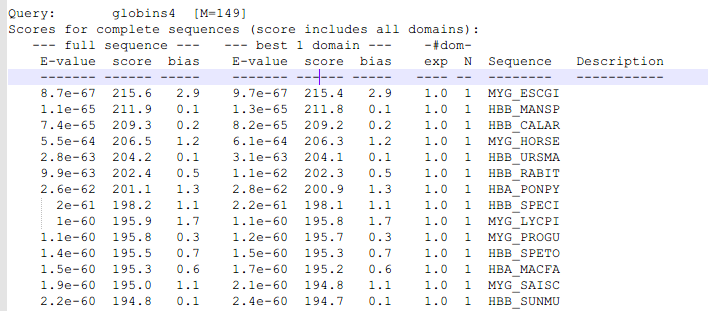 Query:       globins4  [M=149]
Scores for complete sequences (score includes all domains):
   --- full sequence ---   --- best 1 domain ---    -#dom-
    E-value  score  bias    E-value  score  bias    exp  N  Sequence   Description
    ------- ------ -----    ------- ------ -----   ---- --  --------   -----------
    8.7e-67  215.6   2.9    9.7e-67  215.4   2.9    1.0  1  MYG_ESCGI
    1.1e-65  211.9   0.1    1.3e-65  211.8   0.1    1.0  1  HBB_MANSP
    7.4e-65  209.3   0.2    8.2e-65  209.2   0.2    1.0  1  HBB_CALAR
    5.5e-64  206.5   1.2    6.1e-64  206.3   1.2    1.0  1  MYG_HORSE
    2.8e-63  204.2   0.1    3.1e-63  204.1   0.1    1.0  1  HBB_URSMA
    9.9e-63  202.4   0.5    1.1e-62  202.3   0.5    1.0  1  HBB_RABIT
    2.6e-62  201.1   1.3    2.8e-62  200.9   1.3    1.0  1  HBA_PONPY
      2e-61  198.2   1.1    2.2e-61  198.1   1.1    1.0  1  HBB_SPECI
      1e-60  195.9   1.7    1.1e-60  195.8   1.7    1.0  1  MYG_LYCPI
    1.1e-60  195.8   0.3    1.2e-60  195.7   0.3    1.0  1  MYG_PROGU
    1.4e-60  195.5   0.7    1.5e-60  195.3   0.7    1.0  1  HBB_SPETO
    1.5e-60  195.3   0.6    1.7e-60  195.2   0.6    1.0  1  HBA_MACFA
    1.9e-60  195.0   1.1    2.1e-60  194.8   1.1    1.0  1  MYG_SAISC
    2.2e-60  194.8   0.1    2.4e-60  194.7   0.1    1.0  1  HBB_SUNMU